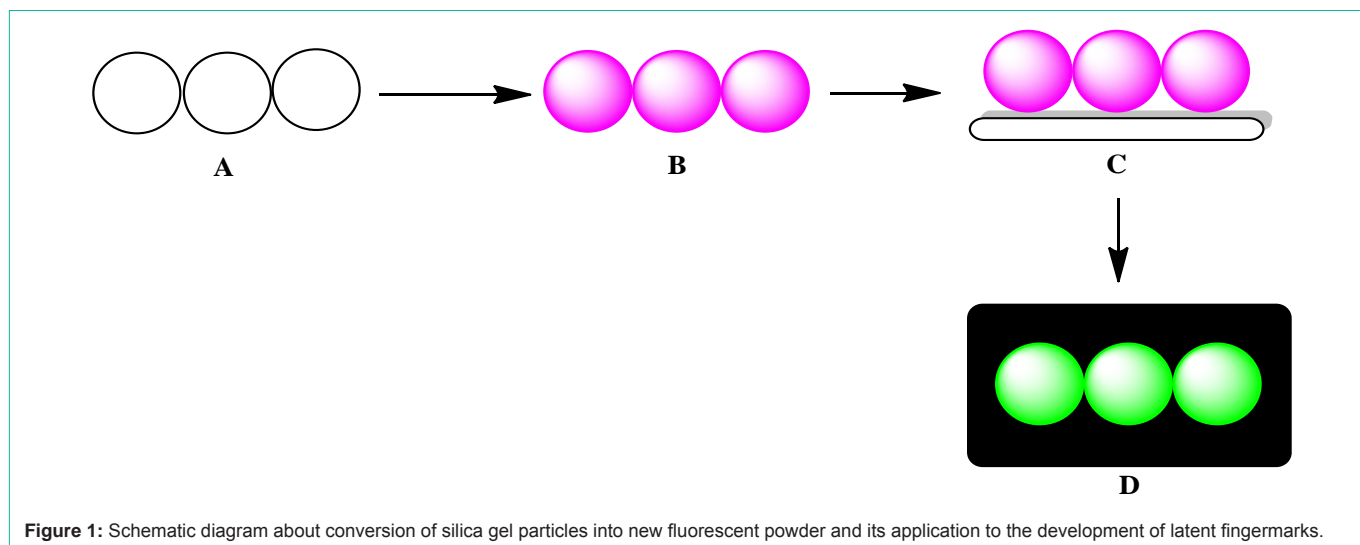 A
B
C
D
Figure 1: Schematic diagram about conversion of silica gel particles into new fluorescent powder and its application to the development of latent fingermarks.